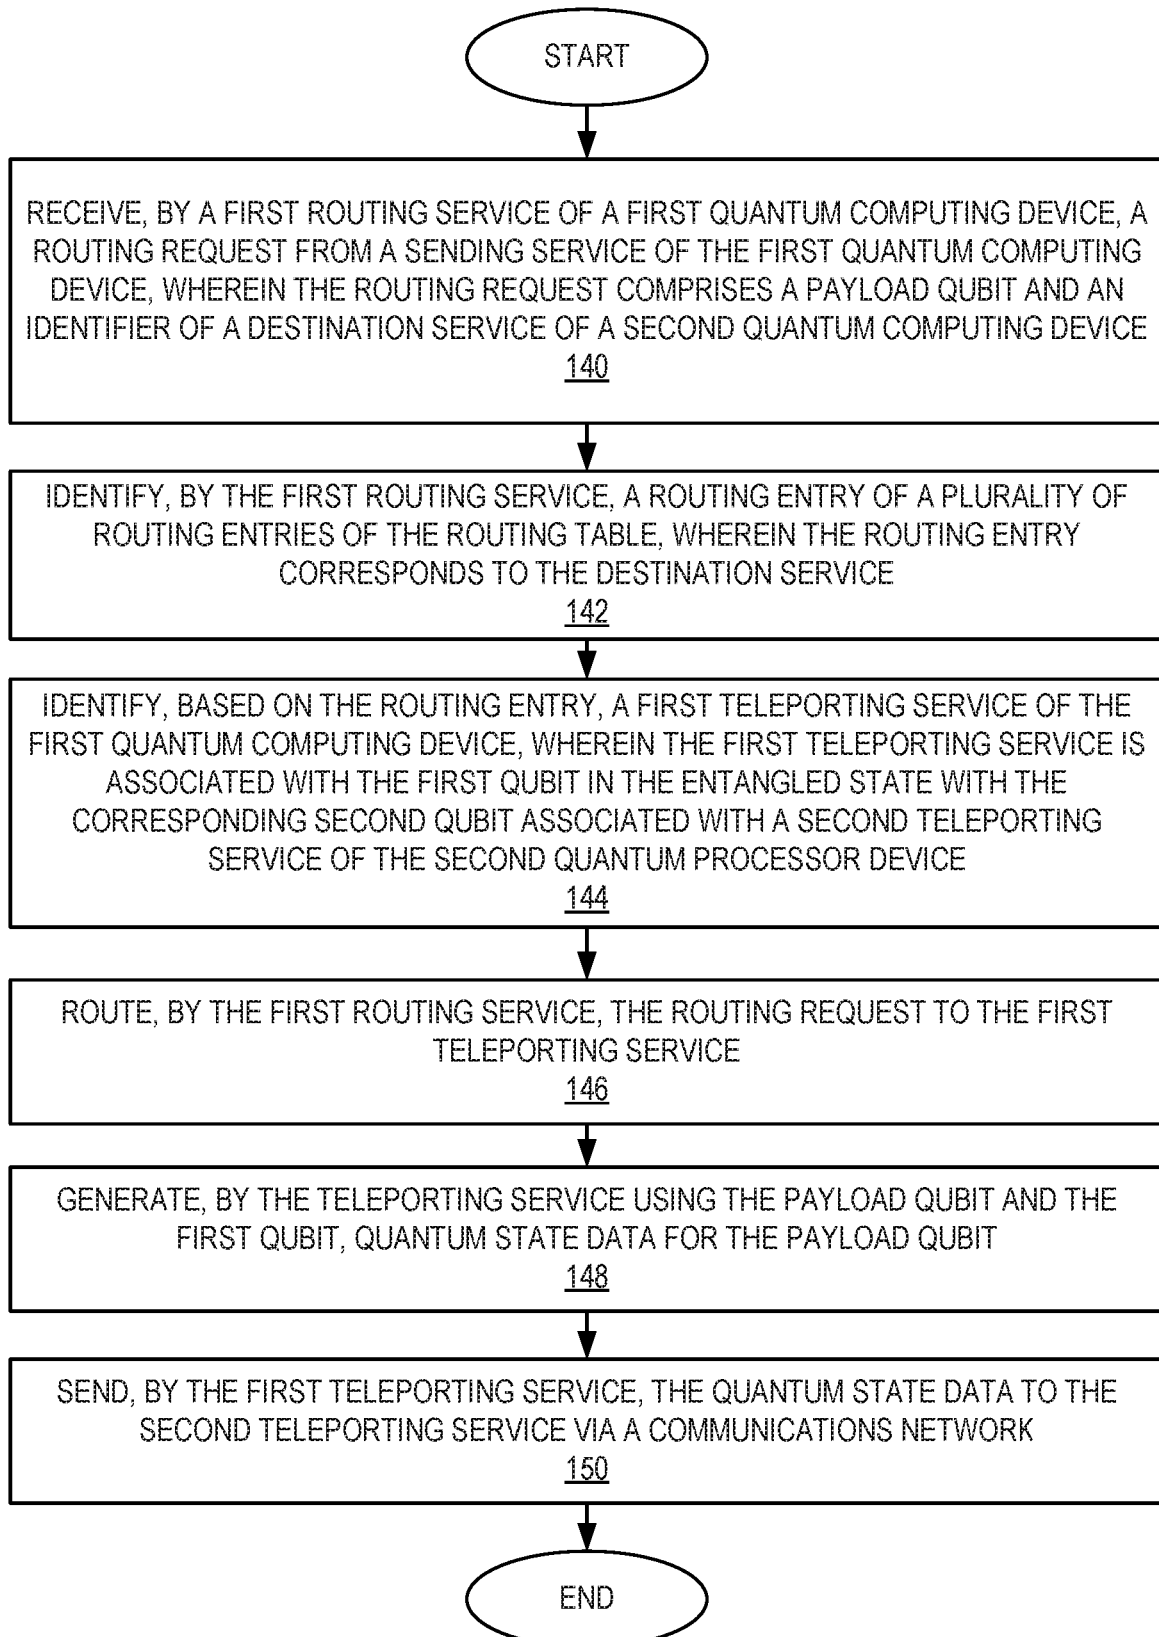 START
RECEIVE, BY A FIRST ROUTING SERVICE OF A FIRST QUANTUM COMPUTING DEVICE, A
ROUTING REQUEST FROM A SENDING SERVICE OF THE FIRST QUANTUM COMPUTING
DEVICE, WHEREIN THE ROUTING REQUEST COMPRISES A PAYLOAD QUBIT AND AN
IDENTIFIER OF A DESTINATION SERVICE OF A SECOND QUANTUM COMPUTING DEVICE
140
IDENTIFY, BY THE FIRST ROUTING SERVICE, A ROUTING ENTRY OF A PLURALITY OF
ROUTING ENTRIES OF THE ROUTING TABLE, WHEREIN THE ROUTING ENTRY
CORRESPONDS TO THE DESTINATION SERVICE
142
IDENTIFY, BASED ON THE ROUTING ENTRY, A FIRST TELEPORTING SERVICE OF THE
FIRST QUANTUM COMPUTING DEVICE, WHEREIN THE FIRST TELEPORTING SERVICE IS
ASSOCIATED WITH THE FIRST QUBIT IN THE ENTANGLED STATE WITH THE
CORRESPONDING SECOND QUBIT ASSOCIATED WITH A SECOND TELEPORTING
SERVICE OF THE SECOND QUANTUM PROCESSOR DEVICE
144
ROUTE, BY THE FIRST ROUTING SERVICE, THE ROUTING REQUEST TO THE FIRST
TELEPORTING SERVICE
146
GENERATE, BY THE TELEPORTING SERVICE USING THE PAYLOAD QUBIT AND THE
FIRST QUBIT, QUANTUM STATE DATA FOR THE PAYLOAD QUBIT
148
SEND, BY THE FIRST TELEPORTING SERVICE, THE QUANTUM STATE DATA TO THE
SECOND TELEPORTING SERVICE VIA A COMMUNICATIONS NETWORK
150
END